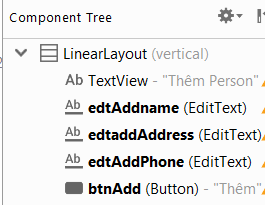 Component Tree
LinearLayout (vertical)
Ab TextView - "Thêm Person"
Ab edtAddname (EditText)
Ab edtaddAddress (EditText)
Ab edtAddPhone (EditText)
btnAdd (Button) - "Thêm"